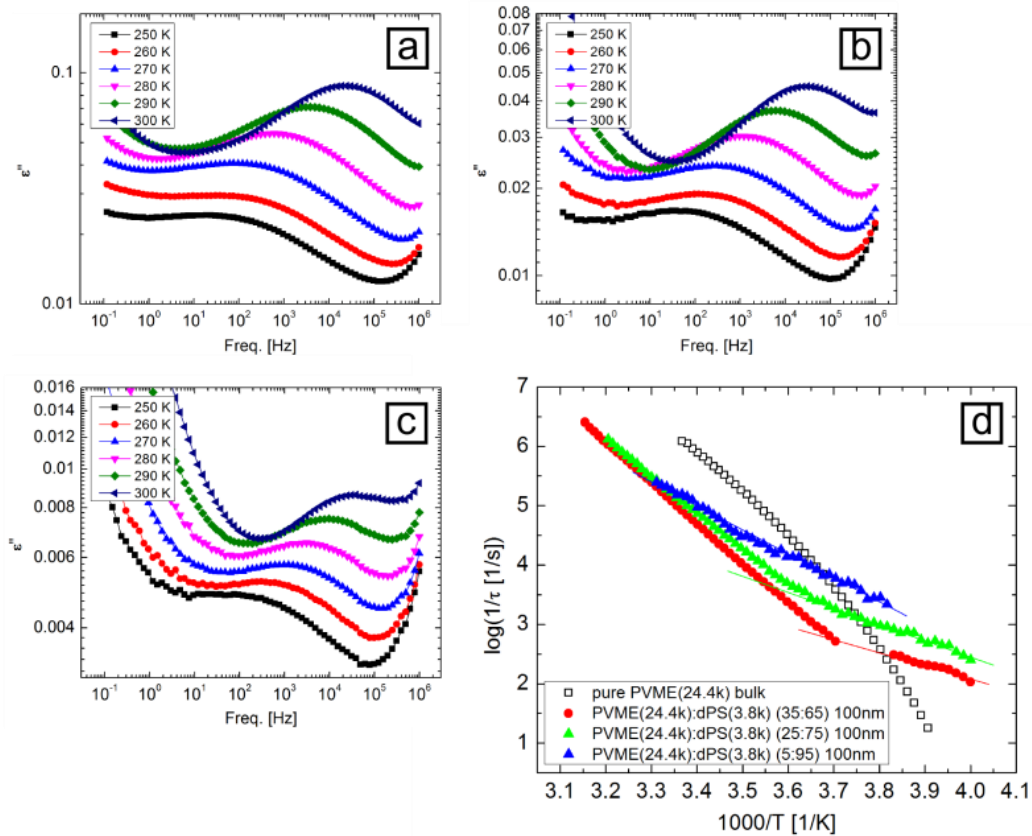 a
250 K
260 K
270 K
280 K
290 K
300 K
0.1
0.01
ε''
10⁻¹ 10⁰ 10¹ 10² 10³ 10⁴ 10⁵ 10⁶
Freq. [Hz]
b
250 K
260 K
270 K
280 K
290 K
300 K
0.08
0.07
0.06
0.05
0.04
0.03
0.02
0.01
ε''
10⁻¹ 10⁰ 10¹ 10² 10³ 10⁴ 10⁵ 10⁶
Freq. [Hz]
c
250 K
260 K
270 K
280 K
290 K
300 K
0.016
0.014
0.012
0.01
0.008
0.006
0.004
ε''
10⁻¹ 10⁰ 10¹ 10² 10³ 10⁴ 10⁵ 10⁶
Freq. [Hz]
d
7
6
5
4
3
2
1
log(1/τ [1/s])
pure PVME(24.4k) bulk
PVME(24.4k):dPS(3.8k) (35:65) 100nm
PVME(24.4k):dPS(3.8k) (25:75) 100nm
PVME(24.4k):dPS(3.8k) (5:95) 100nm
3.1 3.2 3.3 3.4 3.5 3.6 3.7 3.8 3.9 4.0 4.1
1000/T [1/K]